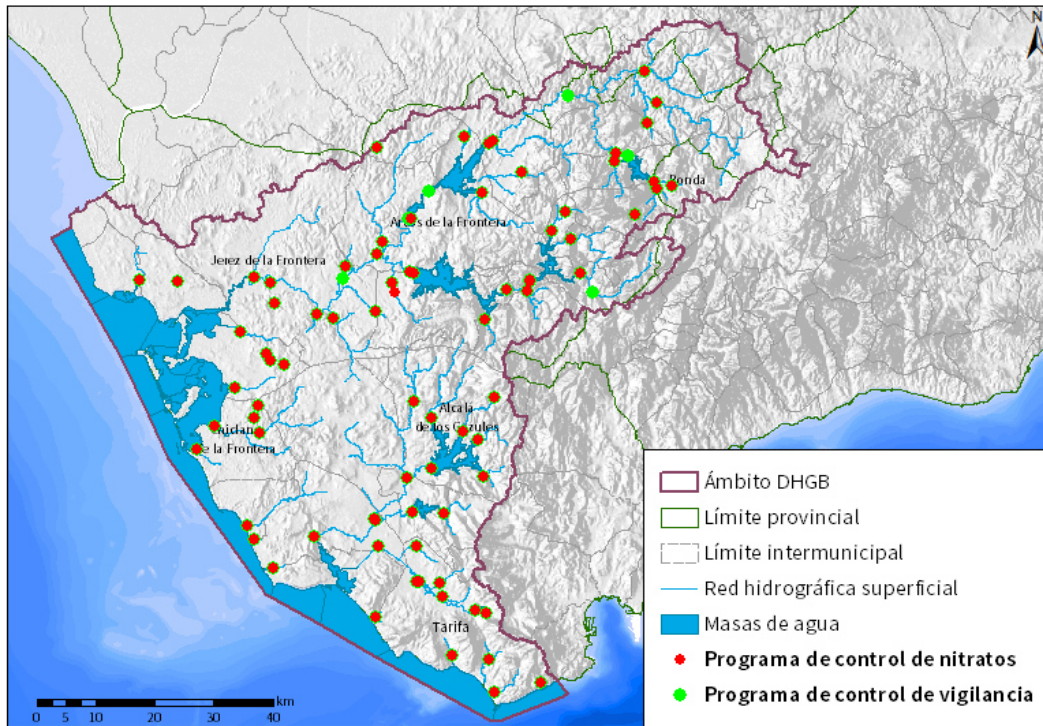 N
Ronda
Arcos de la Frontera
Jerez de la Frontera
Alcala
de los Gazules
de la Frontera
Tarifa
km
0 5 10 20 30 40
Ámbito DHGB
Límite provincial
Límite intermunicipal
Red hidrográfica superficial
Masas de agua
Programa de control de nitratos
Programa de control de vigilancia